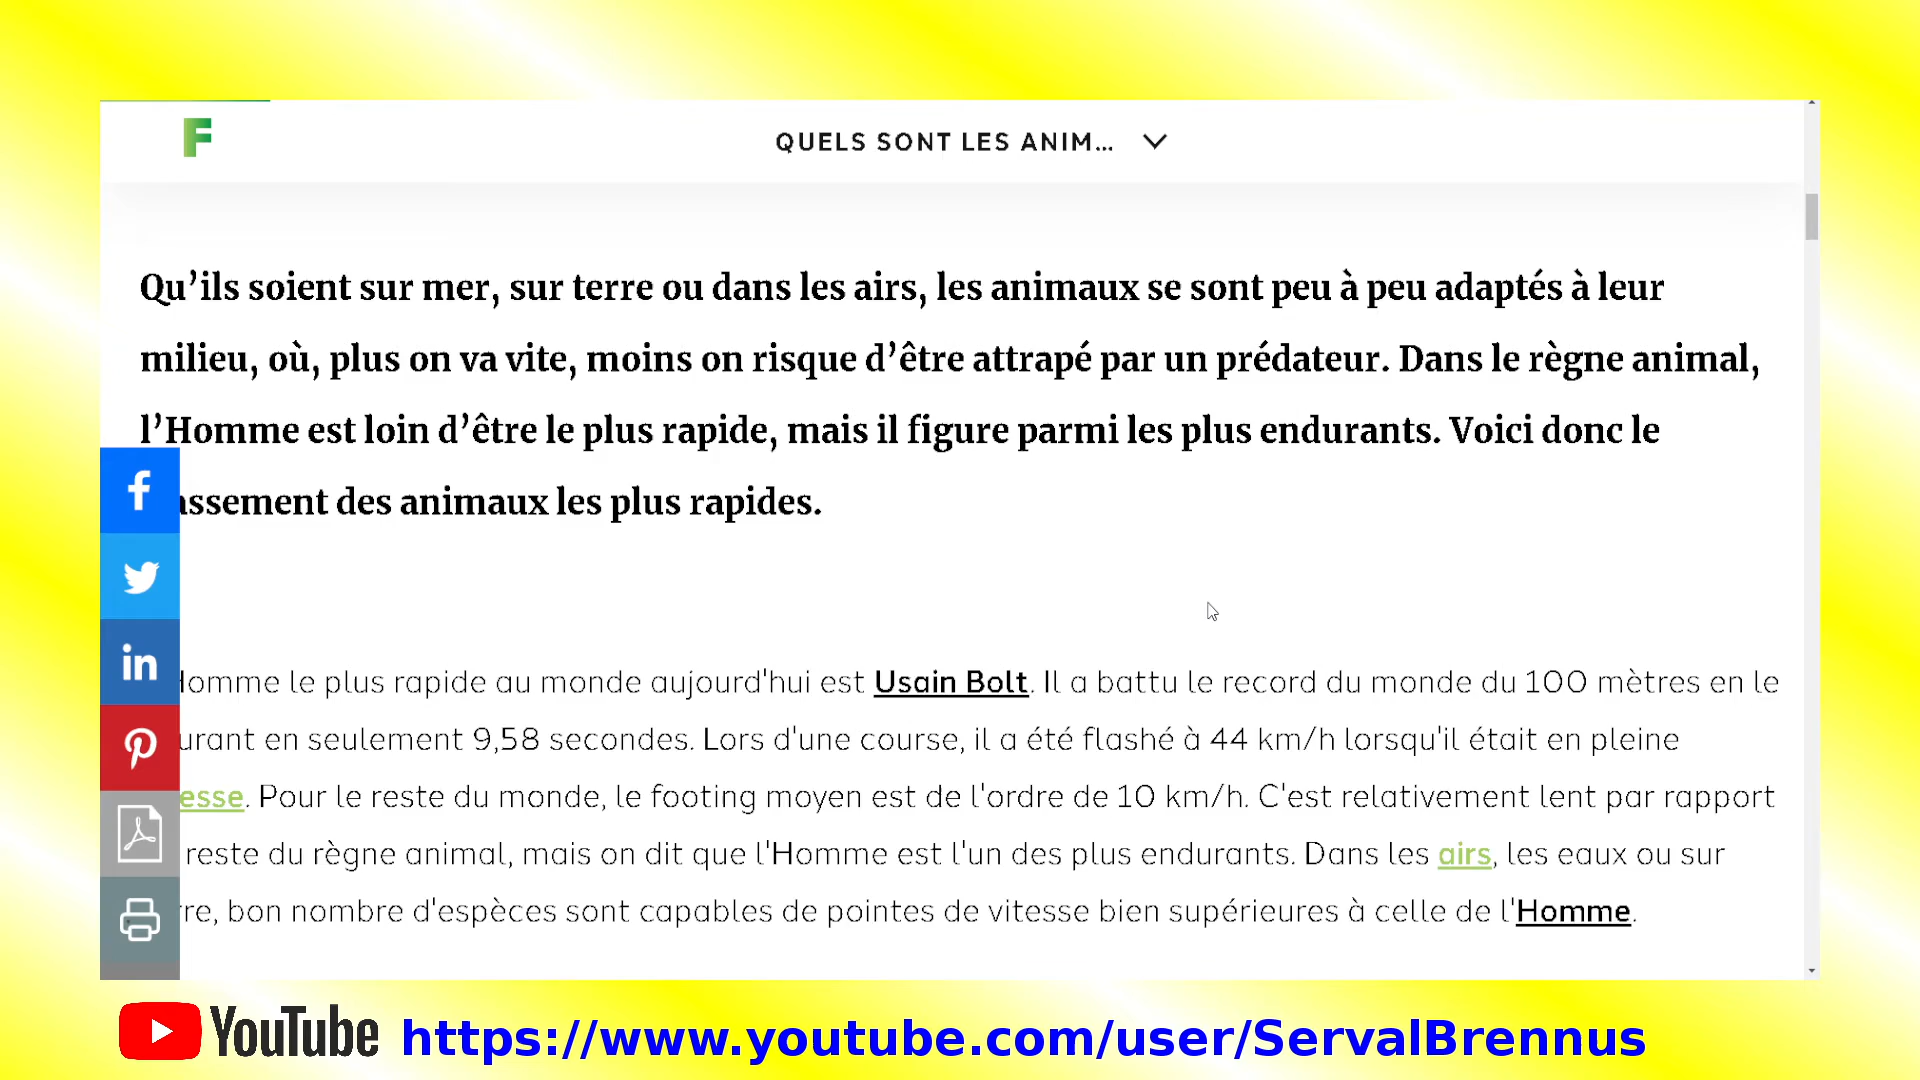 F
QUELS SONT LES ANIM...
Qu’ils soient sur mer, sur terre ou dans les airs, les animaux se sont peu à peu adaptés à leur
milieu, où, plus on va vite, moins on risque d’être attrapé par un prédateur. Dans le règne animal,
l’Homme est loin d’être le plus rapide, mais il figure parmi les plus endurants. Voici donc le
assement des animaux les plus rapides.
Homme le plus rapide au monde aujourd'hui est Usain Bolt. Il a battu le record du monde du 100 mètres en le
urant en seulement 9,58 secondes. Lors d'une course, il a été flashé à 44 km/h lorsqu'il était en pleine
esse. Pour le reste du monde, le footing moyen est de l'ordre de 10 km/h. C'est relativement lent par rapport
reste du règne animal, mais on dit que l'Homme est l'un des plus endurants. Dans les airs, les eaux ou sur
rre, bon nombre d'espèces sont capables de pointes de vitesse bien supérieures à celle de l'Homme.
YouTube https://www.youtube.com/user/ServalBrennus